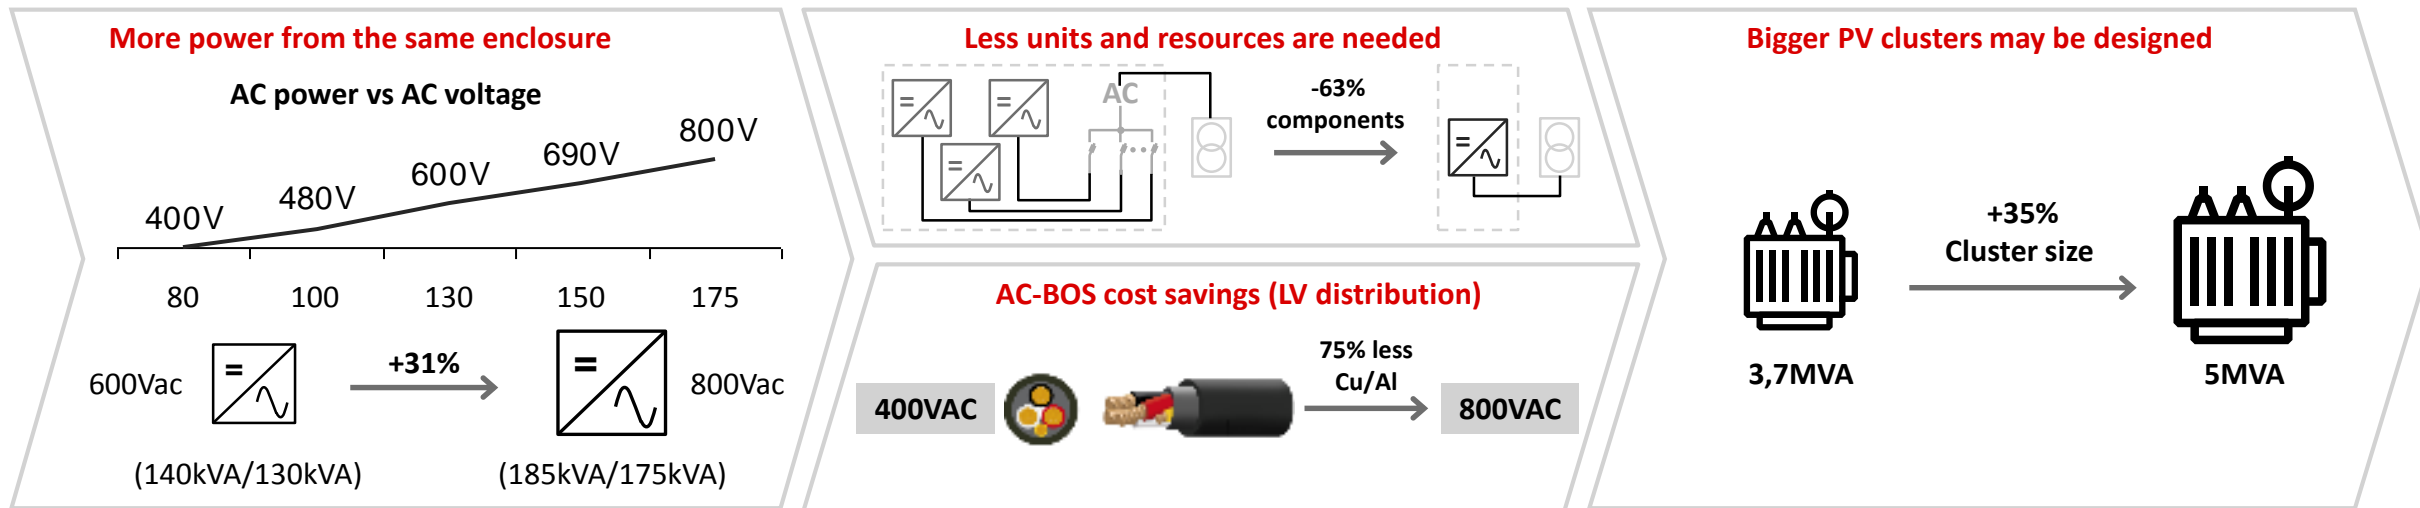 More power from the same enclosure
AC power vs AC voltage
400V
480V
600V
690V
800V
80
100
130
150
175
600Vac
+31%
800Vac
(140kVA/130kVA)
(185kVA/175kVA)
Less units and resources are needed
AC
-63%
components
AC-BOS cost savings (LV distribution)
400VAC
75% less
Cu/Al
800VAC
Bigger PV clusters may be designed
+35%
Cluster size
3,7MVA
5MVA